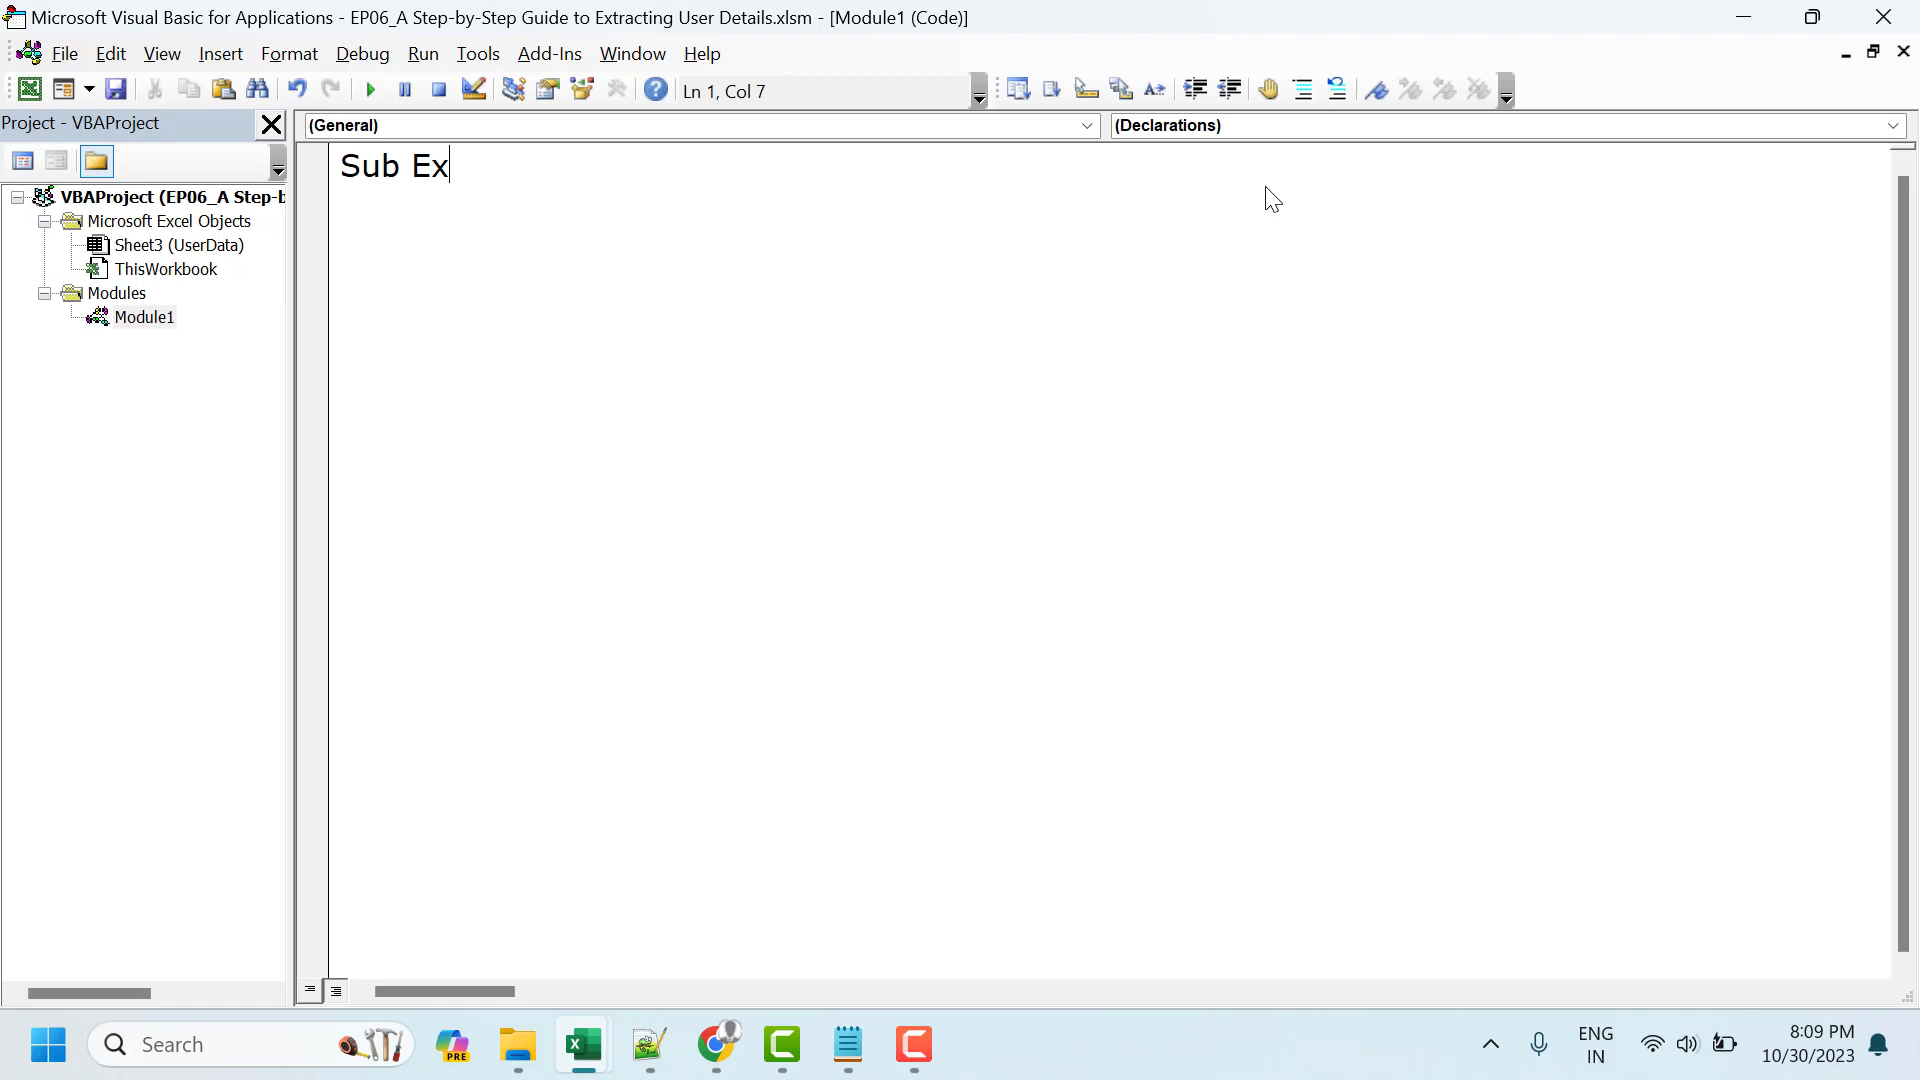 Microsoft Visual Basic for Applications - EP06_A Step-by-Step Guide to Extracting User Details.xlsm - [Module1 (Code)]
File Edit View Insert Format Debug Run Tools Add-Ins Window Help
Ln 1, Col 7
Project - VBAProject
(General)
(Declarations)
Sub Ex
VBAProject (EP06_A Step-b
Microsoft Excel Objects
Sheet3 (UserData)
ThisWorkbook
Modules
Module1
Search
PRE
ENG
IN
8:09 PM
10/30/2023